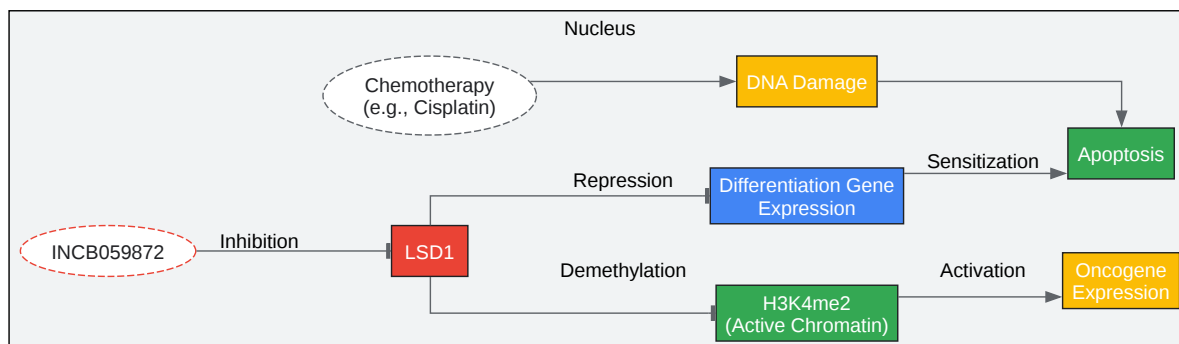 Nucleus
Chemotherapy
(e.g., Cisplatin)
DNA Damage
Apoptosis
Sensitization
Repression
Differentiation Gene
Expression
INCB059872
Inhibition
LSD1
Demethylation
H3K4me2
(Active Chromatin)
Activation
Oncogene
Expression